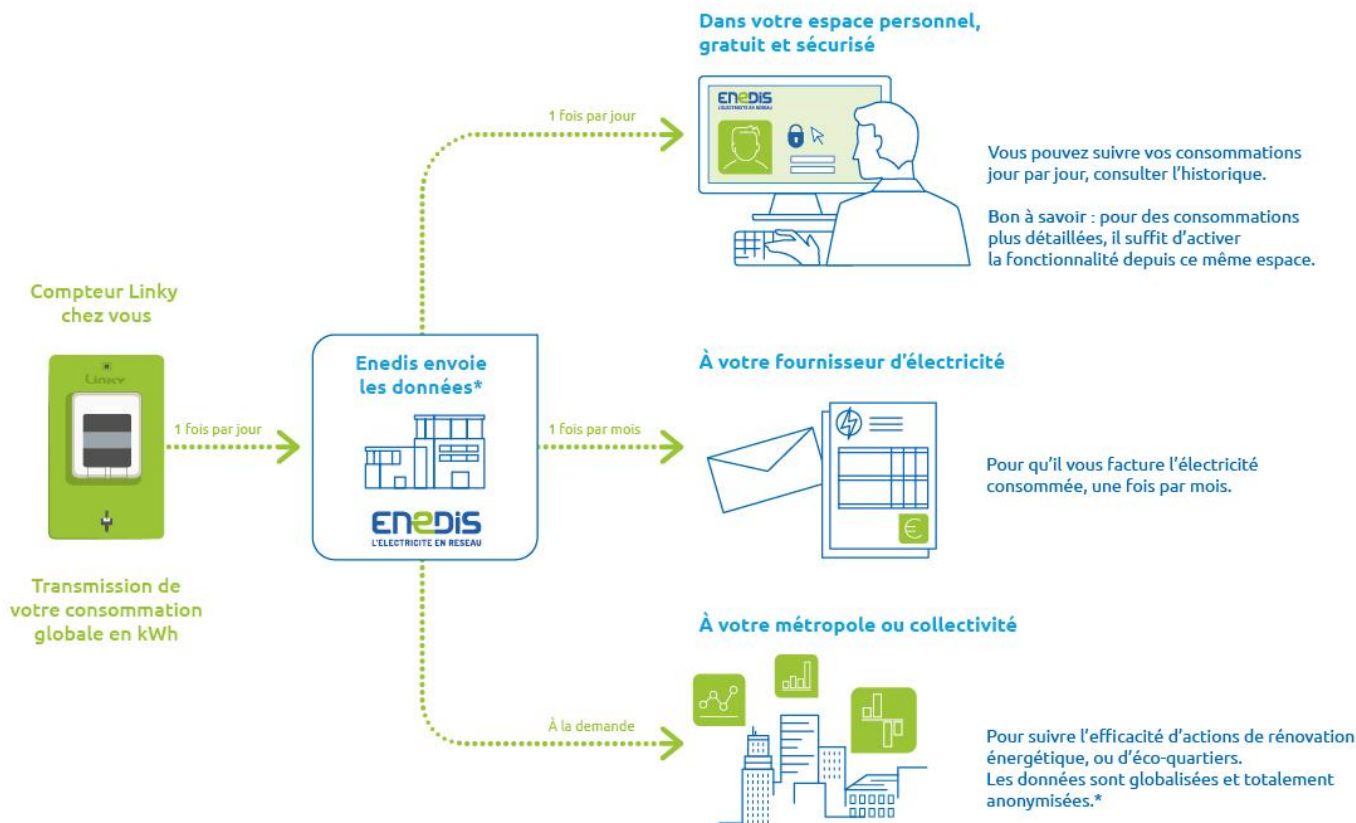 Dans votre espace personnel,
gratuit et sécurisé
1 fois par jour
ENEDIS
L'ELECTRICITE EN RESEAU
Vous pouvez suivre vos consommations
jour par jour, consulter l'historique.
Bon à savoir : pour des consommations
plus détaillées, il suffit d'activer
la fonctionnalité depuis ce même espace.
Compteur Linky
chez vous
Linky
1 fois par jour
Transmission de
votre consommation
globale en kWh
Enedis envoie
les données*
ENEDIS
L'ELECTRICITE EN RESEAU
1 fois par mois
À votre fournisseur d'électricité
€
Pour qu'il vous facture l'électricité
consommée, une fois par mois.
À la demande
À votre métropole ou collectivité
Pour suivre l'efficacité d'actions de rénovation
énergétique, ou d'éco-quartiers.
Les données sont globalisées et totalement
anonymisées.*